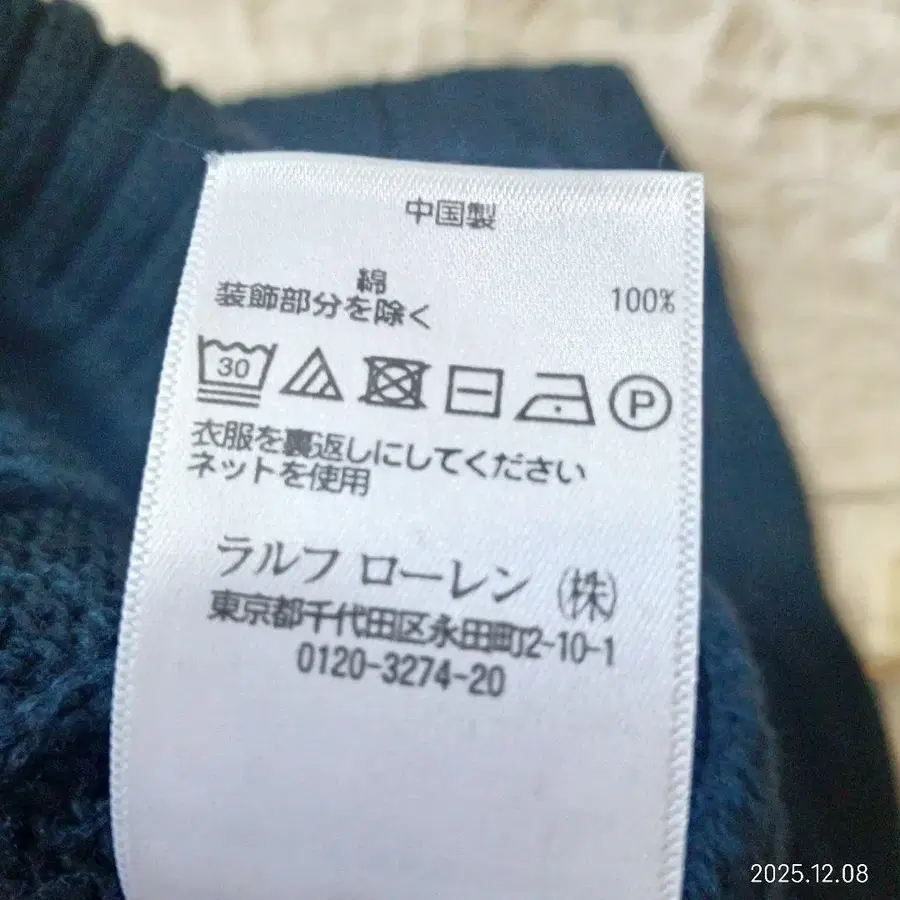 中国製
綿
装飾部分を除く 100%
30 P
衣服を裏返しにしてください
ネットを使用
ラルフ ローレン (株)
東京都千代田区永田町2-10-1
0120-3274-20
2025.12.08